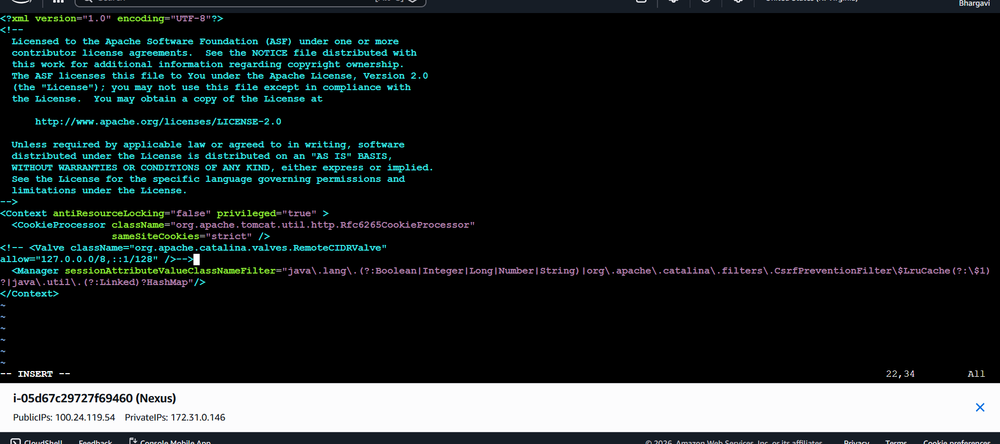 Bhargavi
<?xml version="1.0" encoding="UTF-8"?>
<!--
  Licensed to the Apache Software Foundation (ASF) under one or more
  contributor license agreements.  See the NOTICE file distributed with
  this work for additional information regarding copyright ownership.
  The ASF licenses this file to You under the Apache License, Version 2.0
  (the "License"); you may not use this file except in compliance with
  the License.  You may obtain a copy of the License at

      http://www.apache.org/licenses/LICENSE-2.0

  Unless required by applicable law or agreed to in writing, software
  distributed under the License is distributed on an "AS IS" BASIS,
  WITHOUT WARRANTIES OR CONDITIONS OF ANY KIND, either express or implied.
  See the License for the specific language governing permissions and
  limitations under the License.
-->
<Context antiResourceLocking="false" privileged="true" >
  <CookieProcessor className="org.apache.tomcat.util.http.Rfc6265CookieProcessor"
                   sameSiteCookies="strict" />
<!-- <Valve className="org.apache.catalina.valves.RemoteCIDRValve"
allow="127.0.0.0/8,::1/128" />-->
  <Manager sessionAttributeValueClassNameFilter="java\.lang\.(?:Boolean|Integer|Long|Number|String)|org\.apache\.catalina\.filters\.CsrfPreventionFilter\$LruCache(?:\$1)
?|java\.util\.(?:Linked)?HashMap"/>
</Context>
~
~
~
~
~
~
-- INSERT --    22,34    All
i-05d67c29727f69460 (Nexus)
PublicIPs: 100.24.119.54    PrivateIPs: 172.31.0.146
CloudShell    Feedback    Console Mobile App    © 2026, Amazon Web Services, Inc. or its affiliates.    Privacy    Terms    Cookie preferences